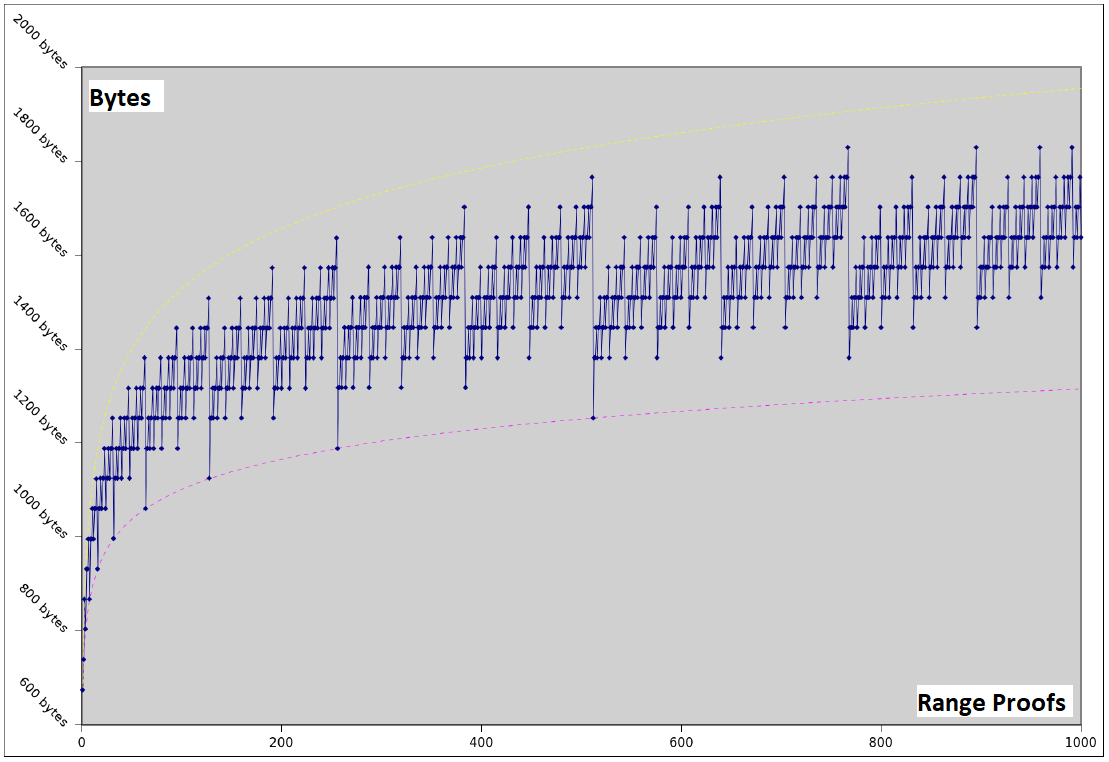 2000 bytes
Bytes
1800 bytes
1600 bytes
1400 bytes
1200 bytes
1000 bytes
800 bytes
600 bytes
Range Proofs
0 200 400 600 800 1000